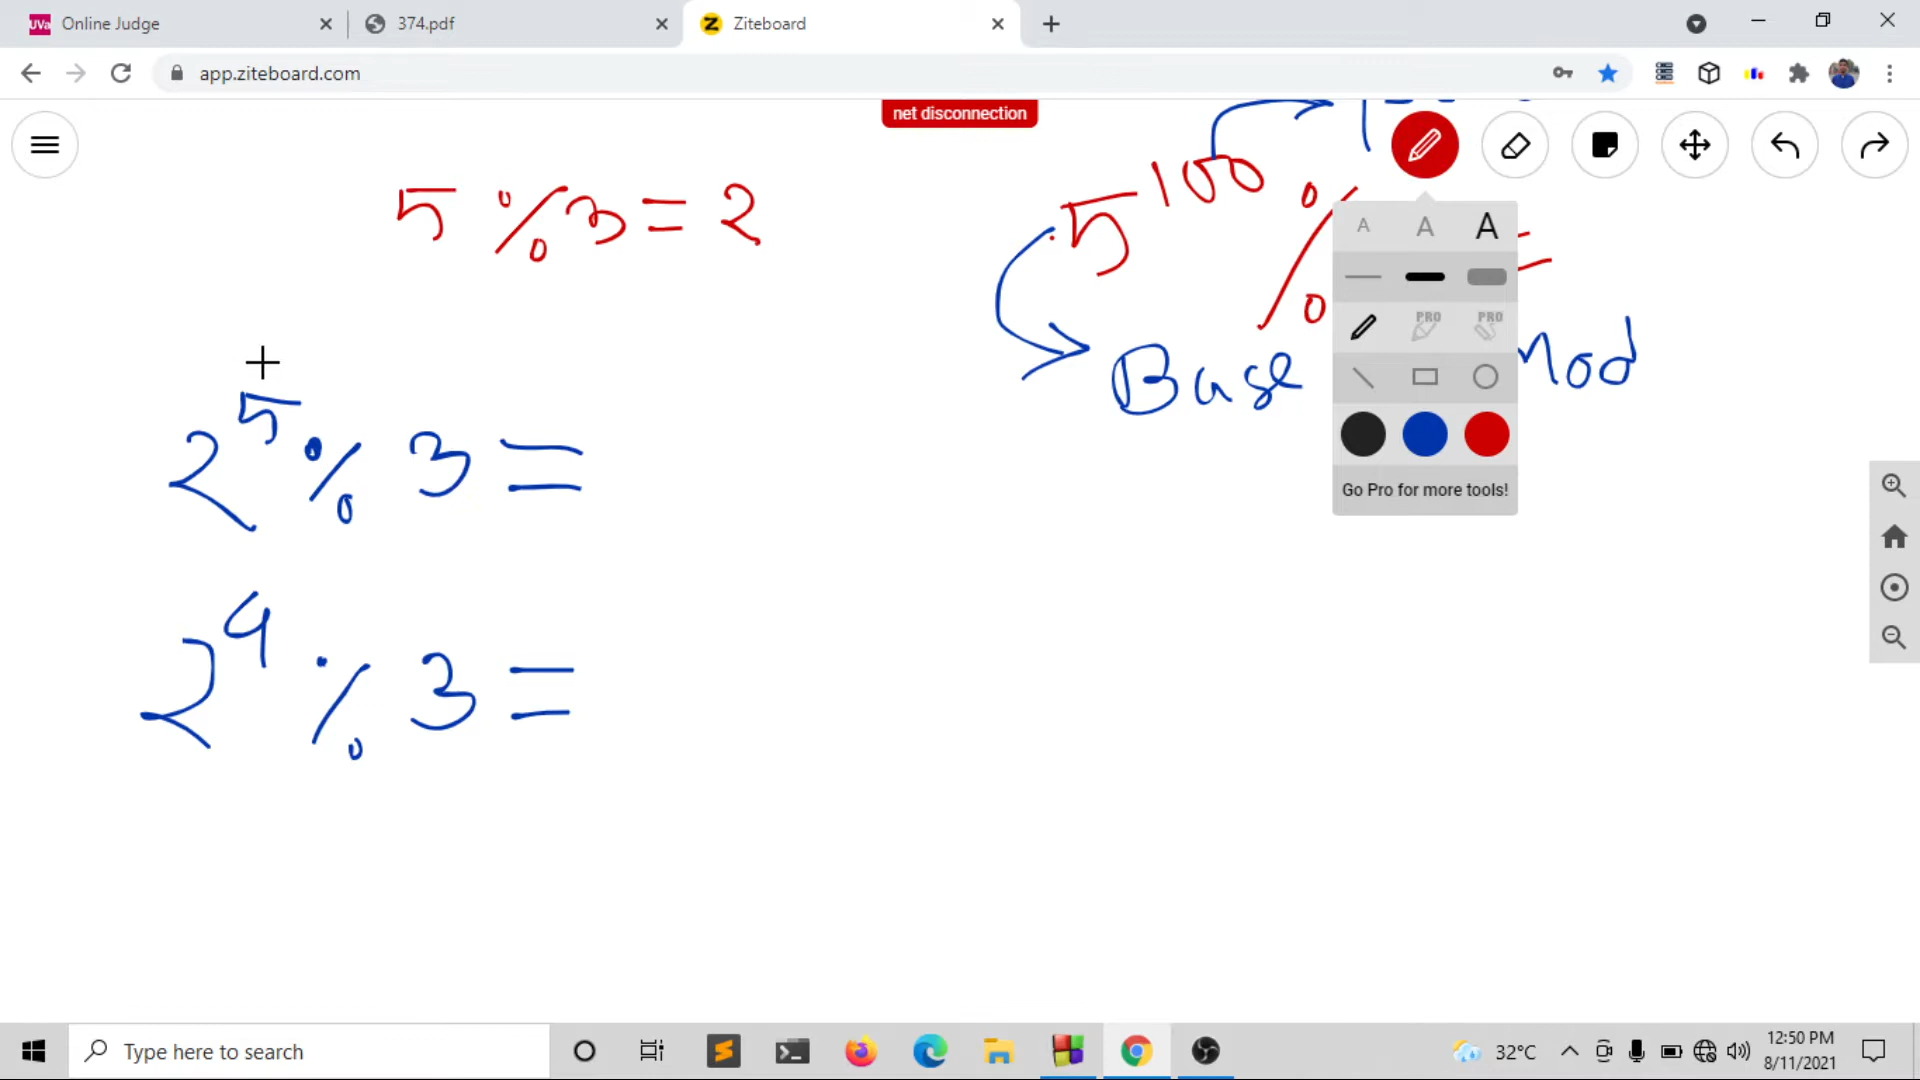 Online Judge
374.pdf
Ziteboard
app.ziteboard.com
net disconnection
5 % 3 = 2
5^100 % =
Base
Mod
2^5 % 3 =
2^4 % 3 =
A A A
PRO PRO
Go Pro for more tools!
Type here to search
32°C
12:50 PM
8/11/2021